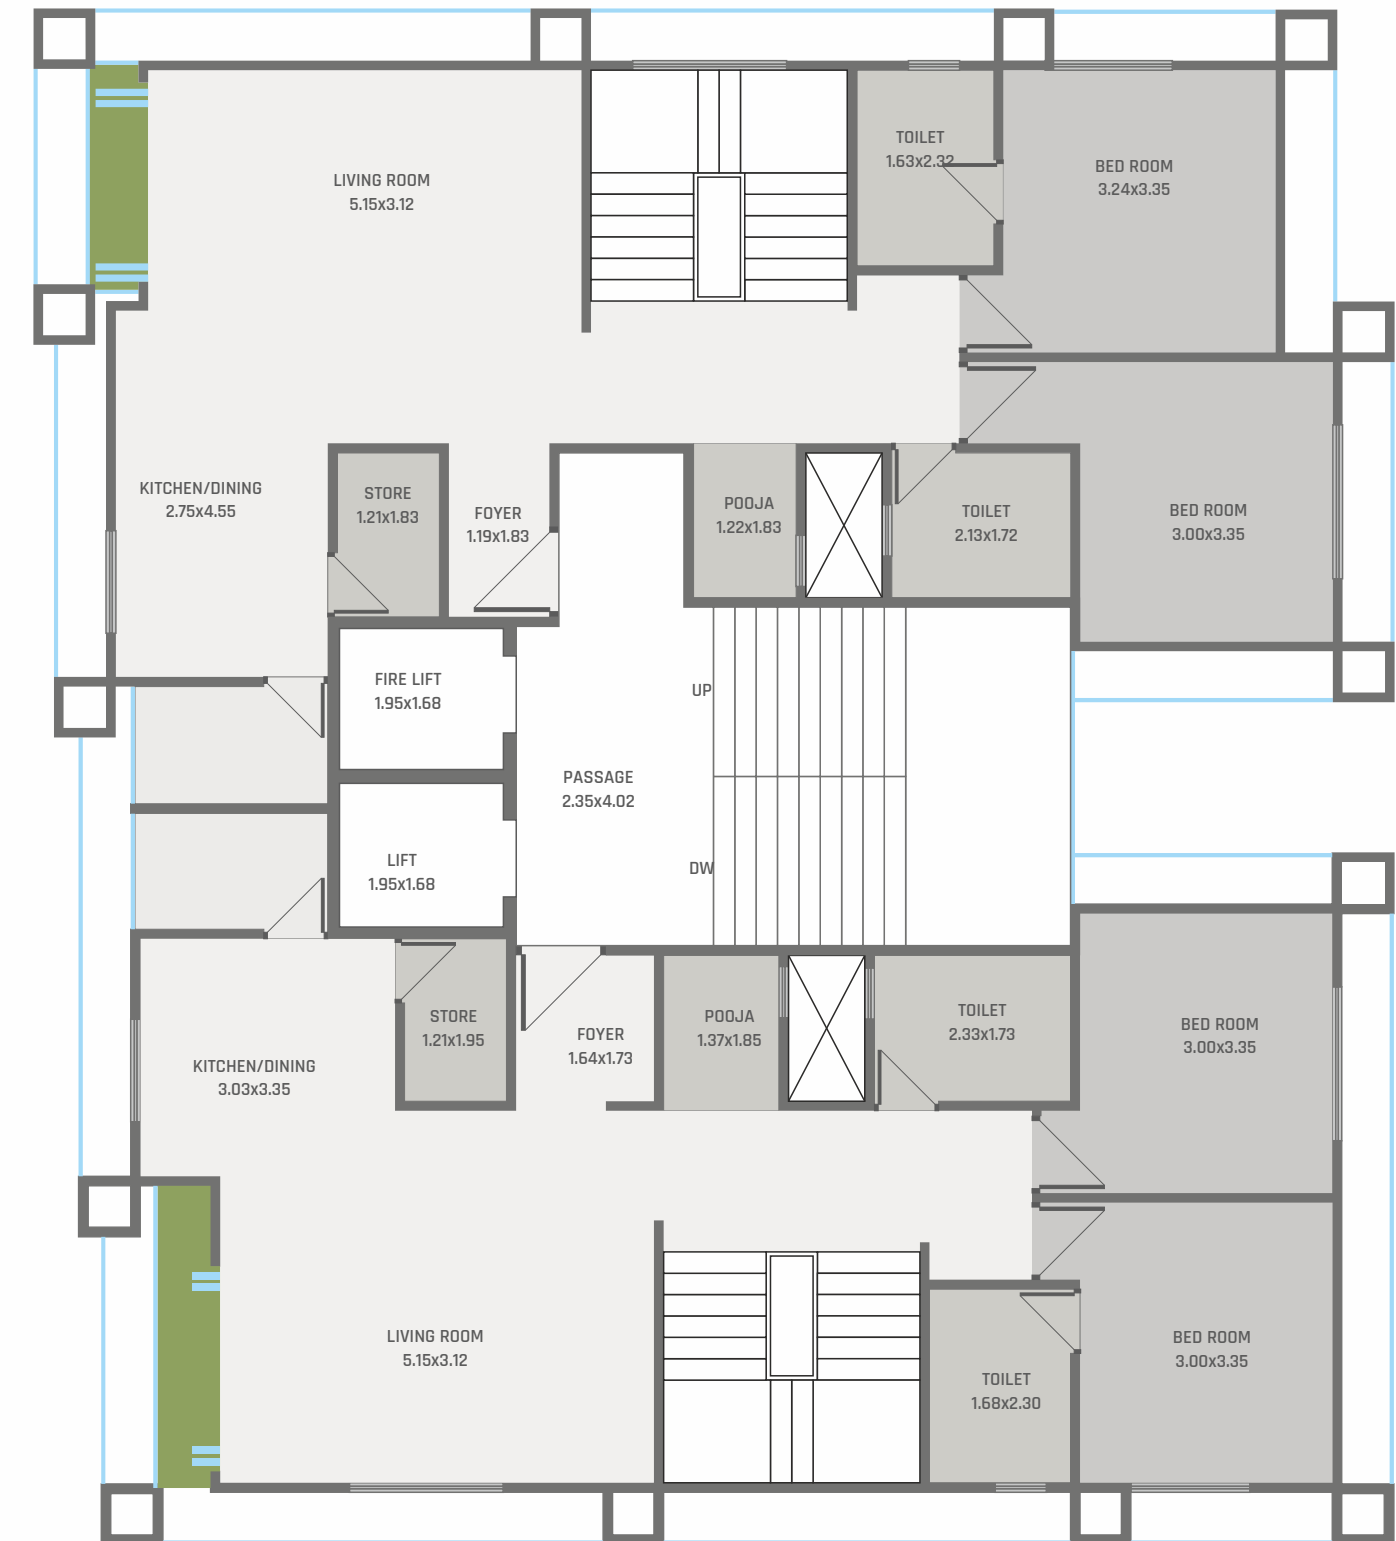 LIVING ROOM
5.15x3.12
TOILET
1.63x2.32
BED ROOM
3.24x3.35
KITCHEN/DINING
2.75x4.55
STORE
1.21x1.83
FOYER
1.19x1.83
POOJA
1.22x1.83
TOILET
2.13x1.72
BED ROOM
3.00x3.35
FIRE LIFT
1.95x1.68
UP
PASSAGE
2.35x4.02
LIFT
1.95x1.68
DW
STORE
1.21x1.95
FOYER
1.64x1.73
POOJA
1.37x1.85
TOILET
2.33x1.73
BED ROOM
3.00x3.35
KITCHEN/DINING
3.03x3.35
LIVING ROOM
5.15x3.12
TOILET
1.68x2.30
BED ROOM
3.00x3.35